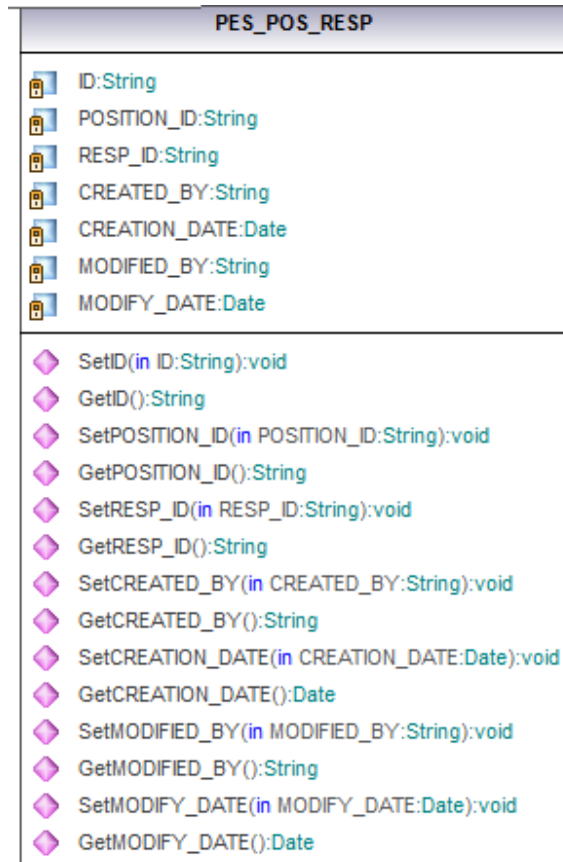 PES_POS_RESP
ID:String
POSITION_ID:String
RESP_ID:String
CREATED_BY:String
CREATION_DATE:Date
MODIFIED_BY:String
MODIFY_DATE:Date
SetID(in ID:String):void
GetID():String
SetPOSITION_ID(in POSITION_ID:String):void
GetPOSITION_ID():String
SetRESP_ID(in RESP_ID:String):void
GetRESP_ID():String
SetCREATED_BY(in CREATED_BY:String):void
GetCREATED_BY():String
SetCREATION_DATE(in CREATION_DATE:Date):void
GetCREATION_DATE():Date
SetMODIFIED_BY(in MODIFIED_BY:String):void
GetMODIFIED_BY():String
SetMODIFY_DATE(in MODIFY_DATE:Date):void
GetMODIFY_DATE():Date